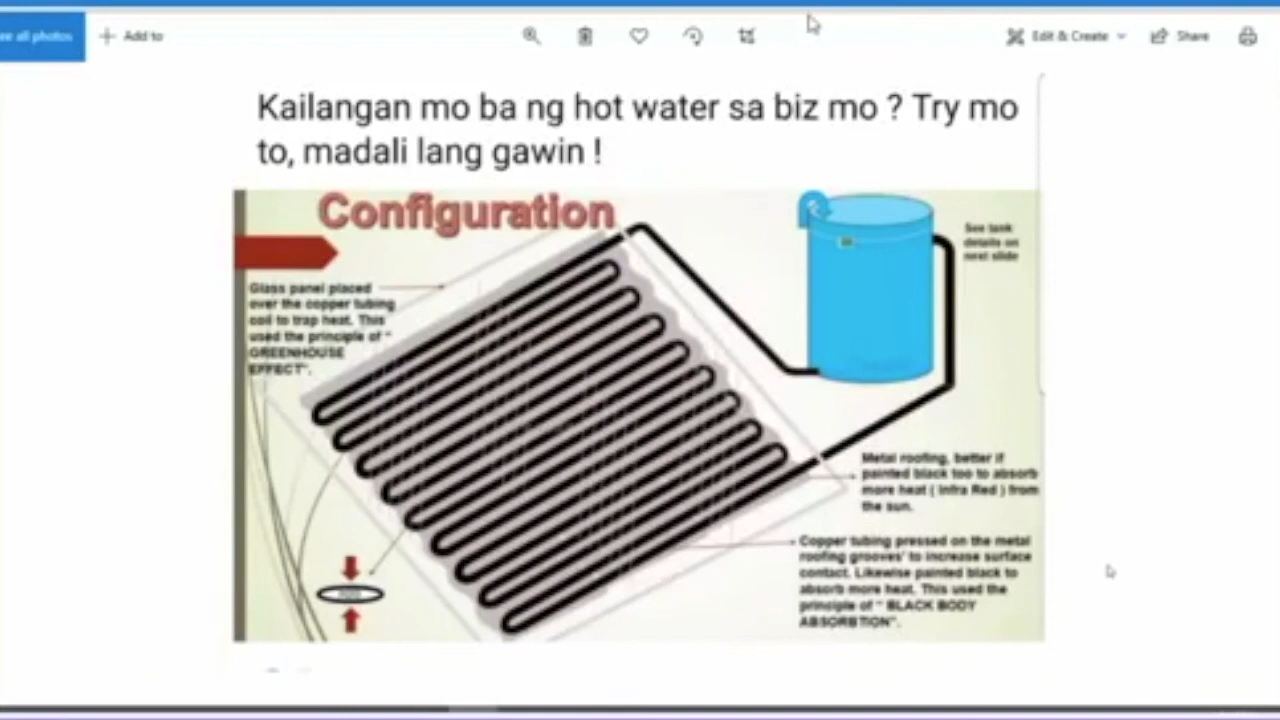 See all photos
Add to
Edit & Create
Share
Kailangan mo ba ng hot water sa biz mo ? Try mo
to, madali lang gawin !
Configuration
See tank
details on
next slide
Glass panel placed
over the copper tubing
coil to trap heat. This
used the principle of "
GREENHOUSE
EFFECT".
Metal roofing, better if
painted black too to absorb
more heat ( Infra Red ) from
the sun.
Copper tubing pressed on the metal
roofing grooves' to increase surface
contact. Likewise painted black to
absorb more heat. This used the
principle of " BLACK BODY
ABSORBTION".